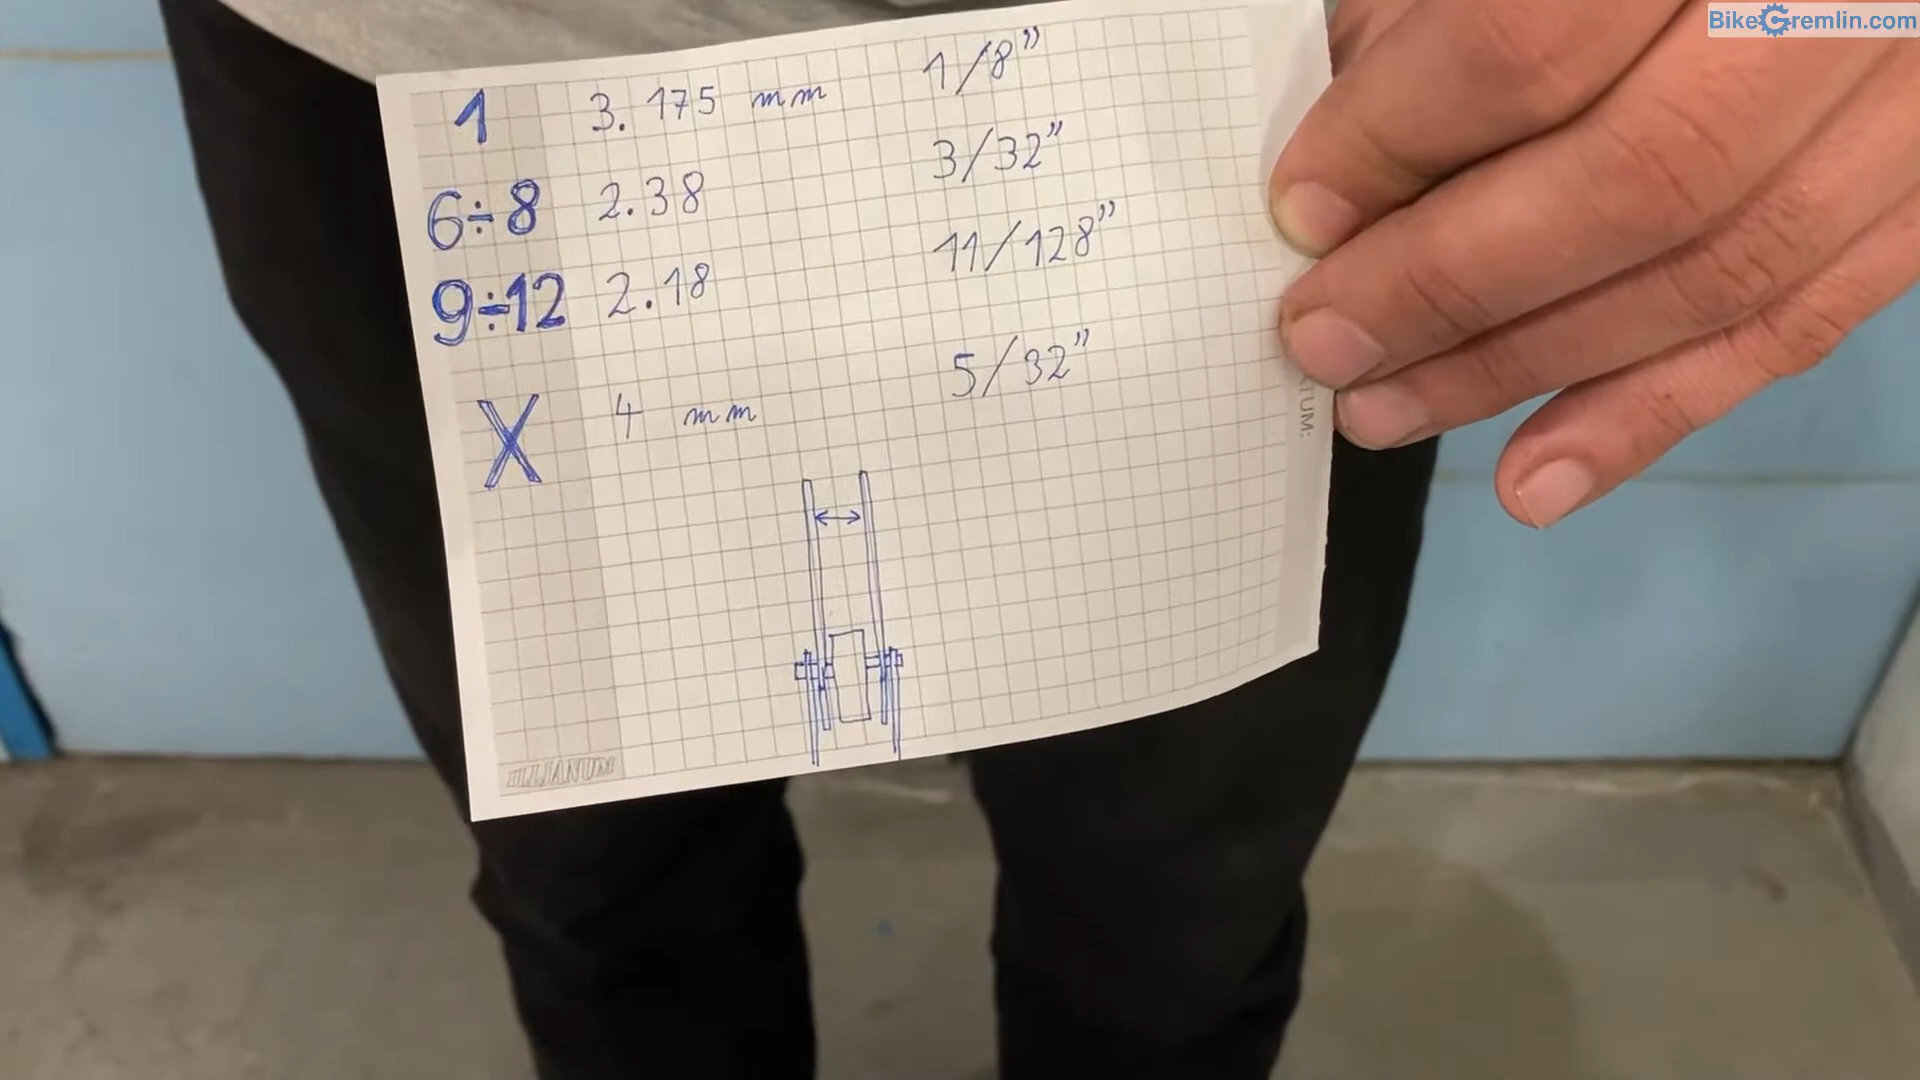 BikeGremlin.com
1 3.175 mm 1/8”
6÷8 2.38 3/32”
9÷12 2.18 11/128”
X 4 mm 5/32”